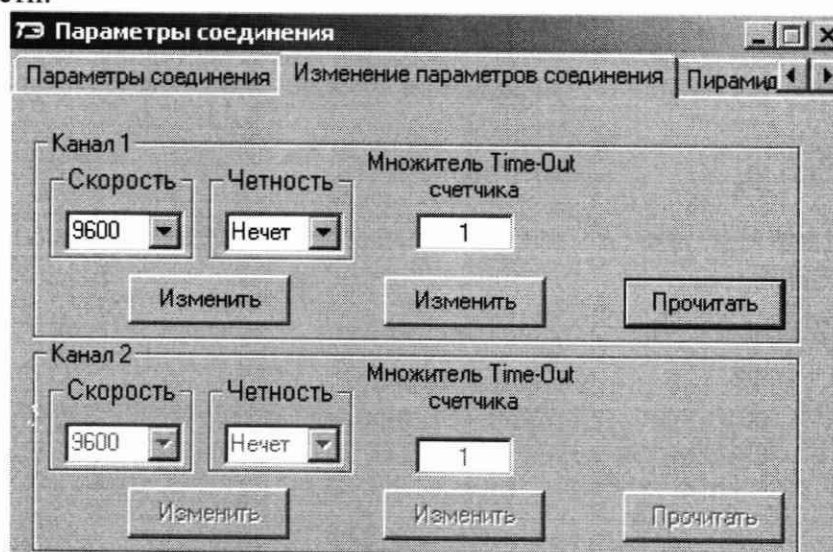 ТЭ Параметры соединения
Параметры соединения Изменение параметров соединения Пирамид
Канал 1
Скорость Четность Множитель Time-Out счетчика
9600 Нечет 1
Изменить Изменить Прочитать
Канал 2
Скорость Четность Множитель Time-Out счетчика
9600 Нечет 1
Изменить Изменить Прочитать